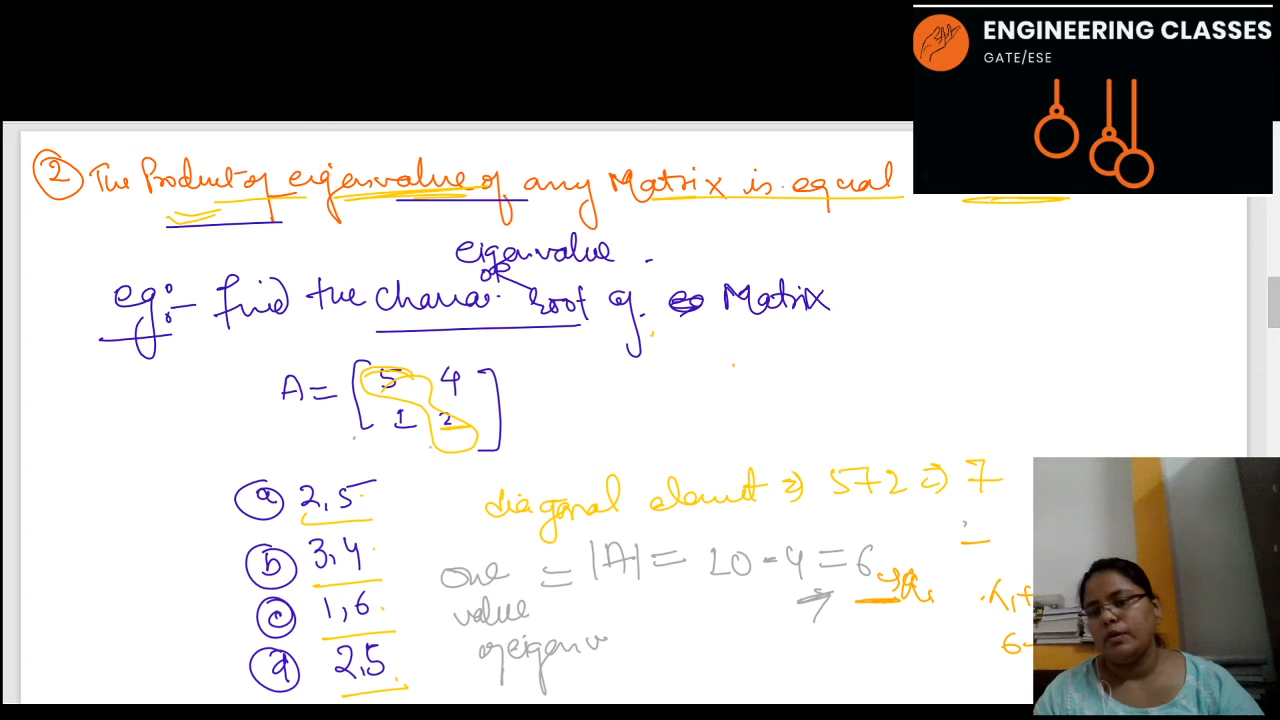 ENGINEERING CLASSES
GATE/ESE
② The Product of eigenvalue of any Matrix is equal
eigenvalue
or
eg:- find the charac. root of Matrix
A = [ 5 4
1 2 ]
ⓐ 2,5
diagonal element ⇒ 5+2 ⇒ 7
ⓑ 3,4
one = |A| = 10-4 = 6
value
ⓒ 1,6
of eigenv
ⓓ 2,5